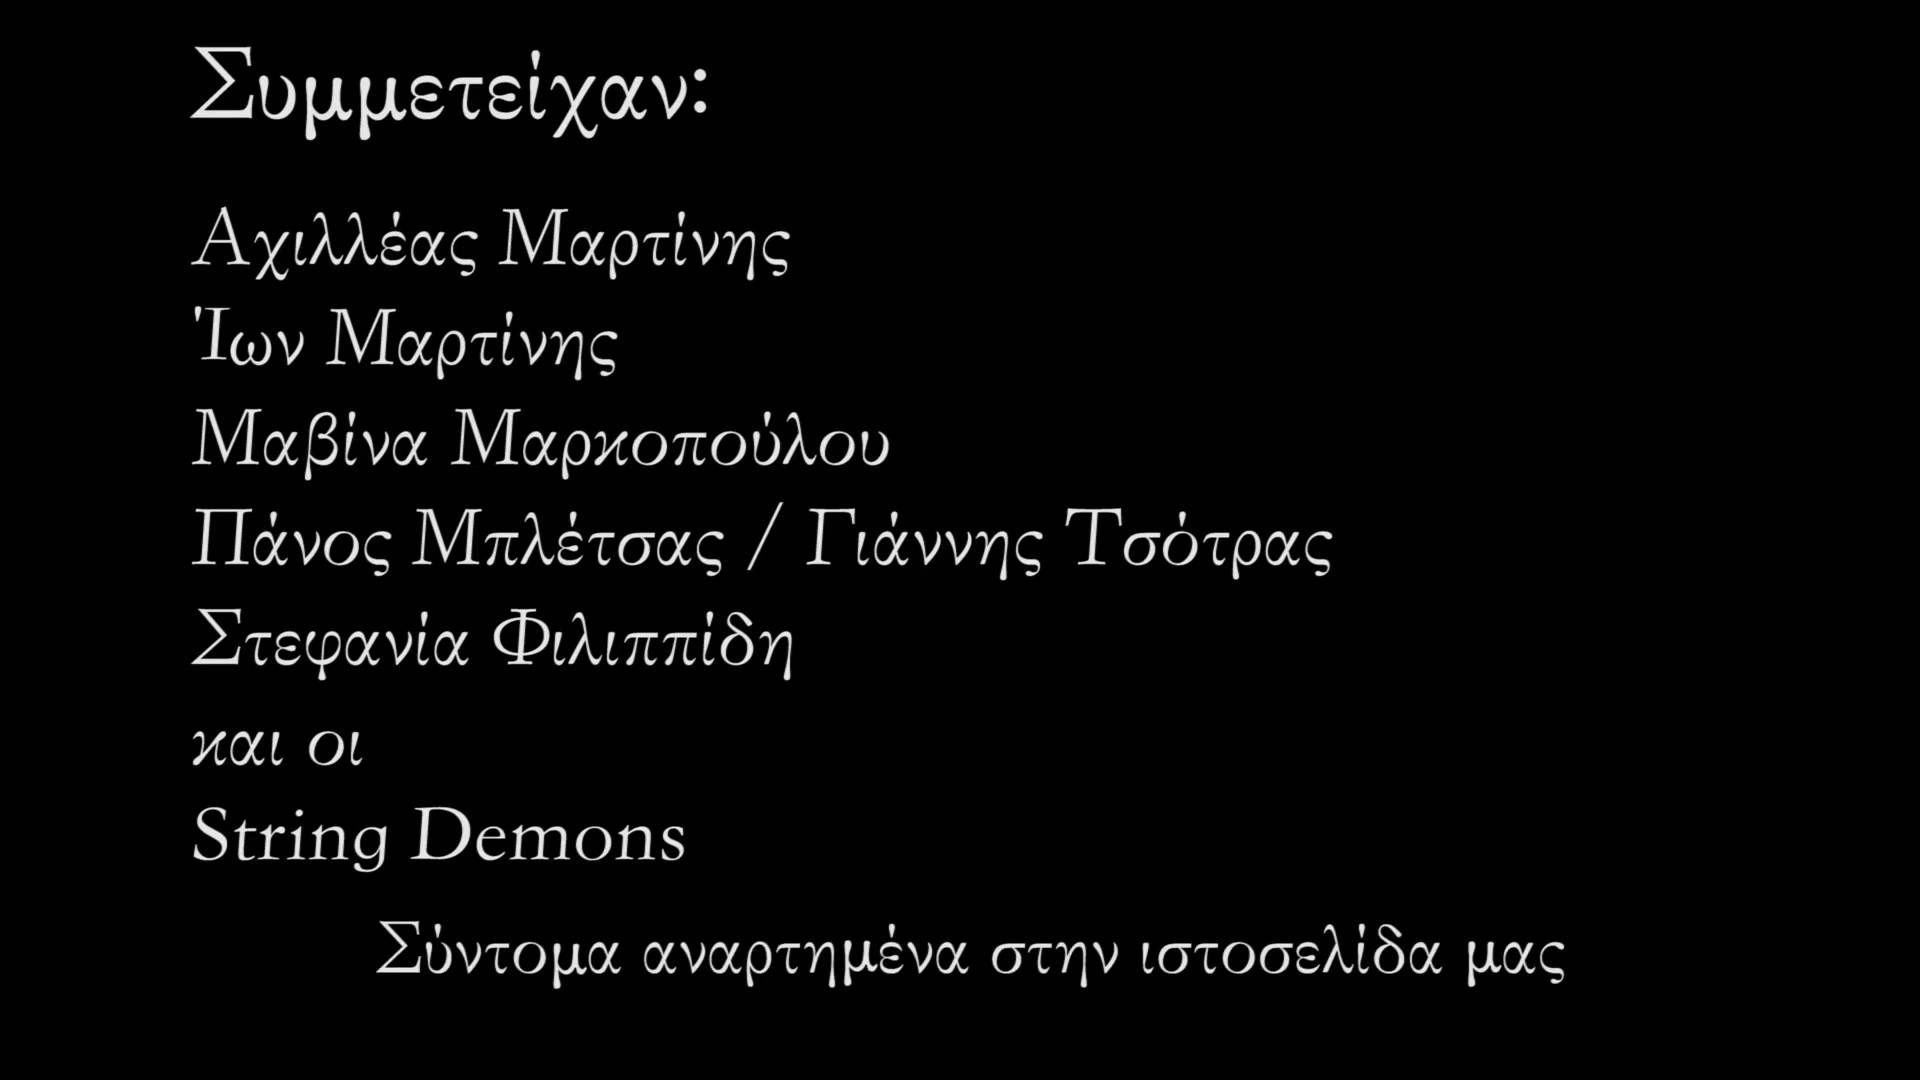 Συμμετείχαν:
Αχιλλέας Μαρτίνης
Ίων Μαρτίνης
Μαβίνα Μαρκοπούλου
Πάνος Μπλέτσας / Γιάννης Τσότρας
Στεφανία Φιλιππίδη
και οι
String Demons
Σύντομα αναρτημένα στην ιστοσελίδα μας